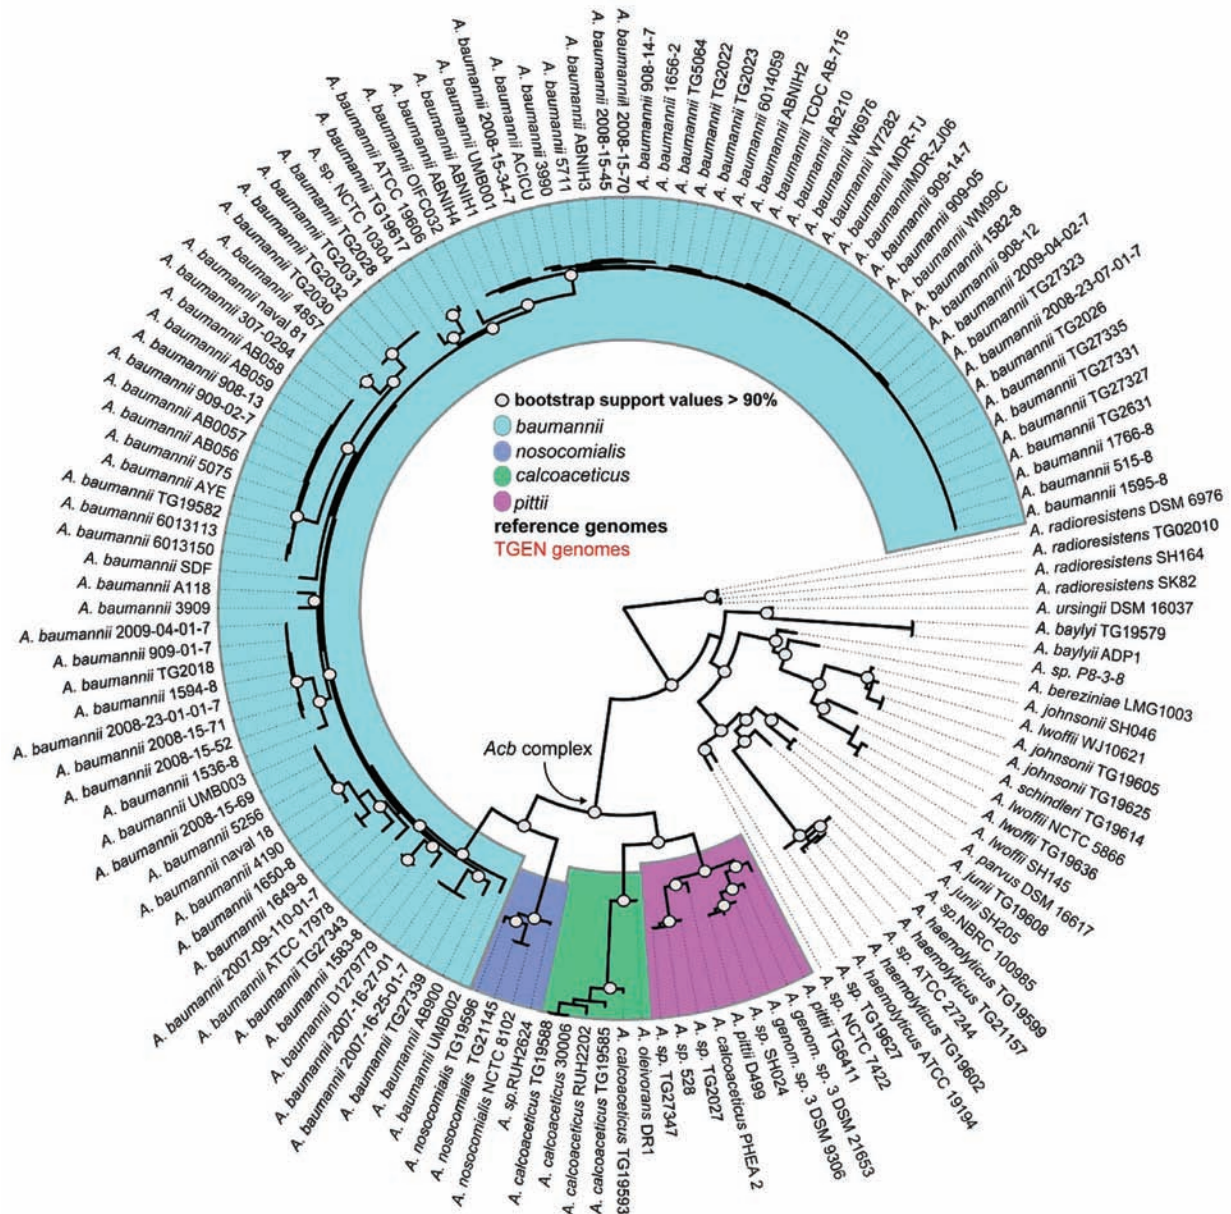 A. baumannii 2008-15-70
A. baumannii 908-14-7
A. baumannii 1656-2
A. baumannii TG5064
A. baumannii TG2022
A. baumannii TG2023
A. baumannii 6014059
A. baumannii ABNIH2
A. baumannii TCDC AB-715
A. baumannii AB210
A. baumannii W6976
A. baumannii W7282
A. baumannii MDR-TJ
A. baumanniiMDR-ZJ06
A. baumannii 909-14-7
A. baumannii 909-05
A. baumannii WM99C
A. baumannii 1582-8
A. baumannii 908-12
A. baumannii 2009-04-02-7
A. baumannii TG27323
A. baumannii 2008-23-07-01-7
A. baumannii TG2026
A. baumannii TG27335
A. baumannii TG27331
A. baumannii TG27327
A. baumannii TG2631
A. baumannii 1766-8
A. baumannii 515-8
A. baumannii 1595-8
A. radioresistens DSM 6976
A. radioresistens TG02010
A. radioresistens SH164
A. radioresistens SK82
A. ursingii DSM 16037
A. baylyi TG19579
A. baylyii ADP1
A. sp. P8-3-8
A. bereziniae LMG1003
A. johnsonii SH046
A. lwoffii WJ10621
A. johnsonii TG19605
A. johnsonii TG19625
A. schindleri TG19614
A. lwoffii NCTC 5866
A. lwoffii TG19636
A. lwoffii SH145
A. parvus DSM 16617
A. junii TG19608
A. junii SH205
A. sp.NBRC 100985
A. haemolyticus TG19599
A. haemolyticus TG21157
A. sp. ATCC 27244
A. haemolyticus TG19602
A. haemolyticus ATCC 19194
A. sp. TG19627
A. sp. NCTC 7422
A. pittii TG6411
A. genom. sp. 3 DSM 21653
A. genom. sp. 3 DSM 9306
A. sp. SH024
A. pittii D499
A. calcoaceticus PHEA 2
A. sp. TG2027
A. sp. 528
A. sp. TG27347
A. oleivorans DR1
A. calcoaceticus TG19593
A. calcoaceticus TG19585
A. calcoaceticus RUH2202
A. calcoaceticus 30006
A. calcoaceticus TG19588
A. sp.RUH2624
A. nosocomialis NCTC 8102
A. nosocomialis TG21145
A. nosocomialis TG19596
A. baumannii UMB002
A. baumannii AB900
A. baumannii TG27339
A. baumannii 2007-16-25-01-7
A. baumannii 2007-16-27-01
A. baumannii D1279779
A. baumannii 1583-8
A. baumannii TG27343
A. baumannii ATCC 17978
A. baumannii 2007-09-110-01-7
A. baumannii 1649-8
A. baumannii 1650-8
A. baumannii 4190
A. baumannii naval 18
A. baumannii 5256
A. baumannii 2008-15-69
A. baumannii UMB003
A. baumannii 1536-8
A. baumannii 2008-15-52
A. baumannii 2008-15-71
A. baumannii 2008-23-01-01-7
A. baumannii 1594-8
A. baumannii TG2018
A. baumannii 909-01-7
A. baumannii 2009-04-01-7
A. baumannii 3909
A. baumannii A118
A. baumannii SDF
A. baumannii 6013150
A. baumannii 6013113
A. baumannii TG19582
A. baumannii AYE
A. baumannii 5075
A. baumannii AB056
A. baumannii AB0057
A. baumannii 909-02-7
A. baumannii 908-13
A. baumannii AB059
A. baumannii AB058
A. baumannii 307-0294
A. baumannii naval 81
A. baumannii 4857
A. baumannii TG2030
A. baumannii TG2032
A. baumannii TG2031
A. baumannii TG2028
A. sp. NCTC 10304
A. baumannii TG19617
A. baumannii ATCC 19606
A. baumannii OIFC032
A. baumannii ABNIH4
A. baumannii ABNIH1
A. baumannii UMB001
A. baumannii 2008-15-34-7
A. baumannii ACICU
A. baumannii 3990
A. baumannii 5711
A. baumannii ABNIH3
A. baumannii 2008-15-45
bootstrap support values > 90%
baumannii
nosocomialis
calcoaceticus
pittii
reference genomes
TGEN genomes
Acb complex